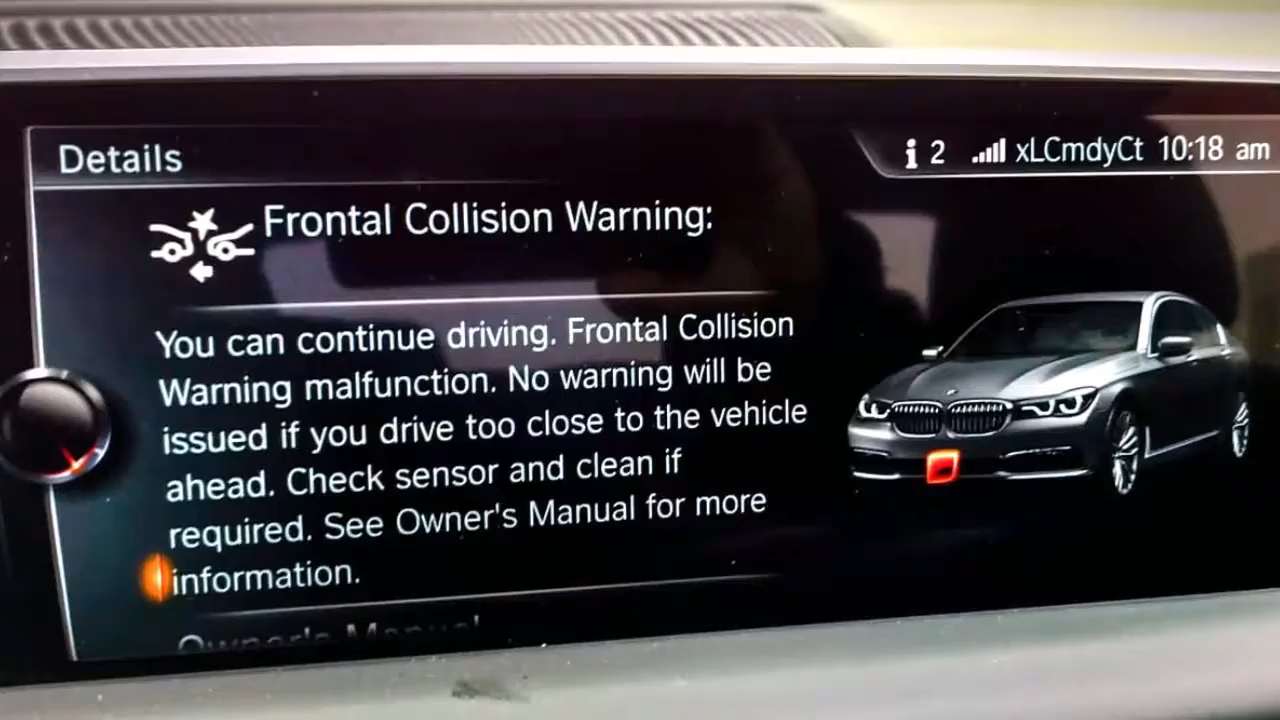 Details
i 2 xLCmdyCt 10:18 am
Frontal Collision Warning:
You can continue driving. Frontal Collision
Warning malfunction. No warning will be
issued if you drive too close to the vehicle
ahead. Check sensor and clean if
required. See Owner's Manual for more
information.
Owner's Manual